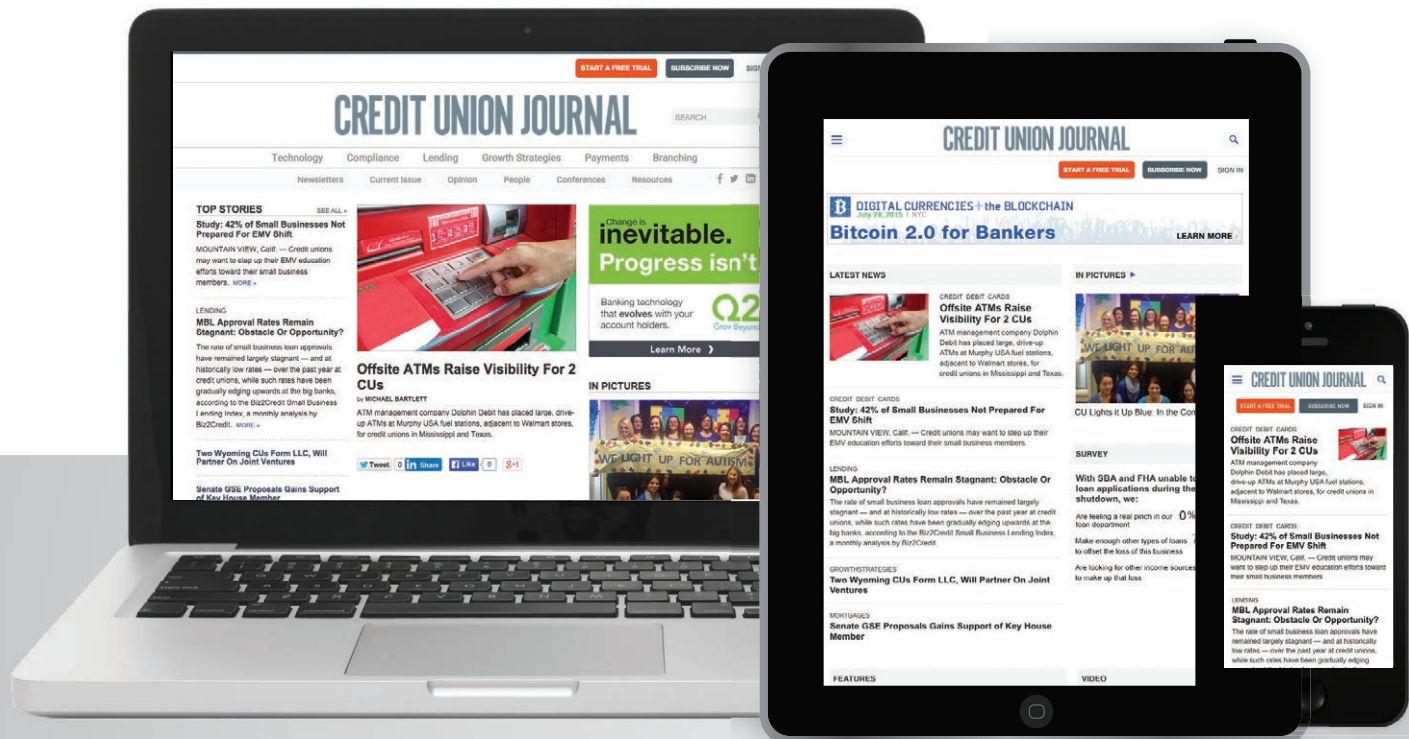 START A FREE TRIAL SUBSCRIBE NOW
CREDIT UNION JOURNAL
SEARCH
Technology Compliance Lending Growth Strategies Payments Branching
Newsletters Current Issue Opinion People Conferences Resources
TOP STORIES SEE ALL »
Study: 42% of Small Businesses Not
Prepared For EMV Shift
MOUNTAIN VIEW, Calif. — Credit unions
may want to step up their EMV education
efforts toward their small business
members. MORE »
LENDING
MBL Approval Rates Remain
Stagnant: Obstacle Or Opportunity?
The rate of small business loan approvals
have remained largely stagnant — and at
historically low rates — over the past year at
credit unions, while such rates have been
gradually edging upwards at the big banks,
according to the Biz2Credit Small Business
Lending Index, a monthly analysis by
Biz2Credit. MORE »
Two Wyoming CUs Form LLC, Will
Partner On Joint Ventures
Senate GSE Proposals Gains Support
of Key House Member
Offsite ATMs Raise Visibility For 2
CUs
by MICHAEL BARTLETT
ATM management company Dolphin Debit has placed large, drive-
up ATMs at Murphy USA fuel stations, adjacent to Walmart stores,
for credit unions in Mississippi and Texas.
Tweet 0 in Share Like 0 g+1
Change is
inevitable.
Progress isn't
Banking technology
that evolves with your
account holders.
Q2
Grow Beyond
Learn More
IN PICTURES
WE LIGHT UP FOR AUTISM
CREDIT UNION JOURNAL
START A FREE TRIAL SUBSCRIBE NOW SIGN IN
DIGITAL CURRENCIES + the BLOCKCHAIN
July 28, 2015 | NYC
Bitcoin 2.0 for Bankers LEARN MORE
LATEST NEWS
CREDIT DEBIT CARDS
Offsite ATMs Raise
Visibility For 2 CUs
ATM management company Dolphin
Debit has placed large, drive-up
ATMs at Murphy USA fuel stations,
adjacent to Walmart stores, for
credit unions in Mississippi and Texas.
CREDIT DEBIT CARDS
Study: 42% of Small Businesses Not Prepared For
EMV Shift
MOUNTAIN VIEW, Calif. — Credit unions may want to step up their
EMV education efforts toward their small business members.
LENDING
MBL Approval Rates Remain Stagnant: Obstacle Or
Opportunity?
The rate of small business loan approvals have remained largely
stagnant — and at historically low rates — over the past year at credit
unions, while such rates have been gradually edging upwards at the
big banks, according to the Biz2Credit Small Business Lending Index,
a monthly analysis by Biz2Credit.
GROWTHSTRATEGIES
Two Wyoming CUs Form LLC, Will Partner On Joint
Ventures
MORTGAGES
Senate GSE Proposals Gains Support of Key House
Member
FEATURES
IN PICTURES
WE LIGHT UP FOR AUT
CU Lights it Up Blue: In the
SURVEY
With SBA and FHA unable
loan applications during the
shutdown, we:
Are feeling a real pinch in our 0%
loan department
Make enough other types of loans
to offset the loss of this business
Are looking for other income sources
to make up that loss
VIDEO
CREDIT UNION JOURNAL
START A FREE TRIAL SUBSCRIBE NOW SIGN IN
CREDIT DEBIT CARDS
Offsite ATMs Raise
Visibility For 2 CUs
ATM management company
Dolphin Debit has placed large,
drive-up ATMs at Murphy USA fuel stations,
adjacent to Walmart stores, for credit unions in
Mississippi and Texas.
CREDIT DEBIT CARDS
Study: 42% of Small Businesses Not
Prepared For EMV Shift
MOUNTAIN VIEW, Calif. — Credit unions may
want to step up their EMV education efforts toward
their small business members
LENDING
MBL Approval Rates Remain
Stagnant: Obstacle Or Opportunity?
The rate of small business loan approvals have
remained largely stagnant — and at historically
low rates — over the past year at credit unions,
while such rates have been gradually edging